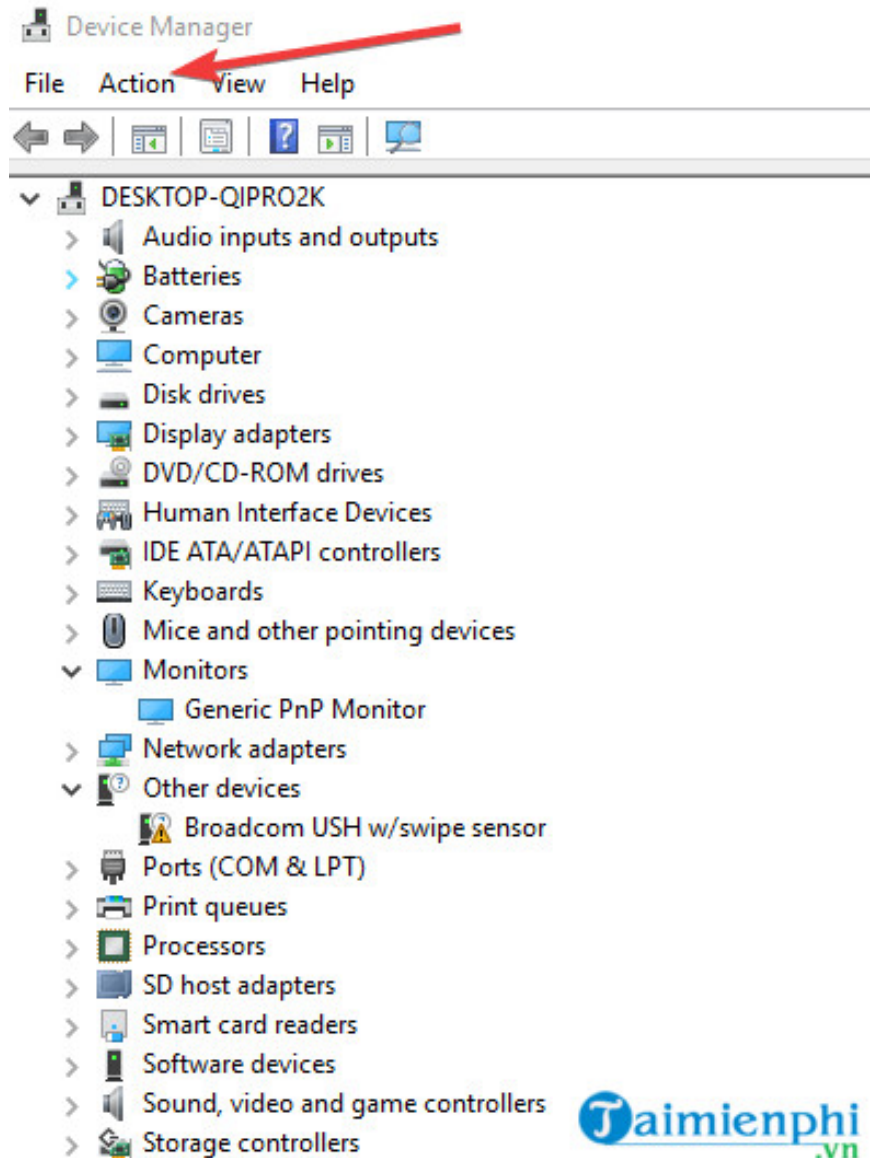 Device Manager
File Action View Help
DESKTOP-QIPRO2K
Audio inputs and outputs
Batteries
Cameras
Computer
Disk drives
Display adapters
DVD/CD-ROM drives
Human Interface Devices
IDE ATA/ATAPI controllers
Keyboards
Mice and other pointing devices
Monitors
Generic PnP Monitor
Network adapters
Other devices
Broadcom USH w/swipe sensor
Ports (COM & LPT)
Print queues
Processors
SD host adapters
Smart card readers
Software devices
Sound, video and game controllers
Storage controllers
Taimienphi
.vn